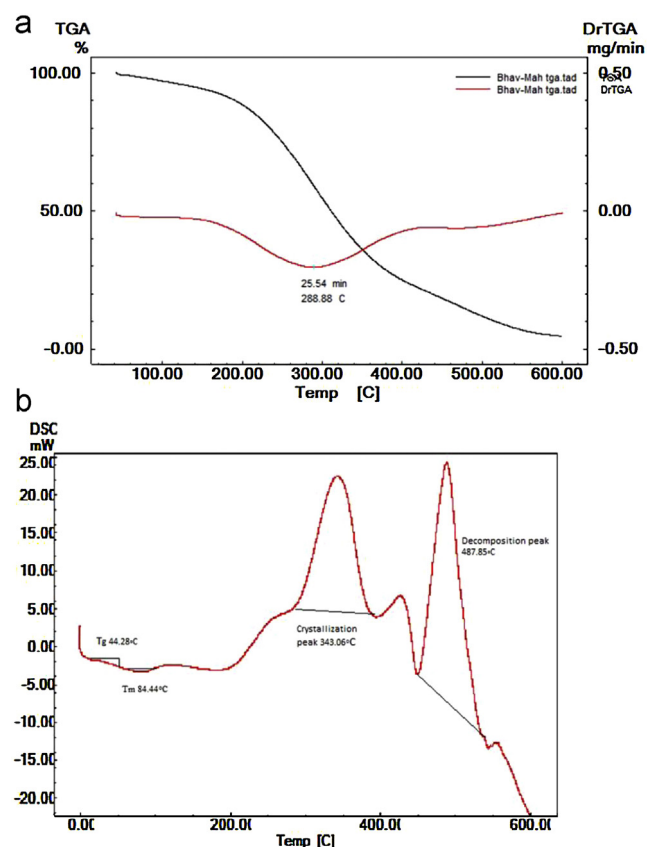 a
TGA
%
DrTGA
mg/min
100.00
0.50
Bhav-Mah tga.tad TGA
Bhav-Mah tga.tad DrTGA
50.00
0.00
25.54 min
288.88 C
-0.00
-0.50
100.00 200.00 300.00 400.00 500.00 600.00
Temp [C]
b
DSC
mW
25.00
20.00
15.00
Decomposition peak
487.85°C
10.00
5.00
Crystallization
peak 343.06°C
0.00
Tg 44.28°C
Tm 84.44°C
-5.00
-10.00
-15.00
-20.00
0.00 200.00 400.00 600.00
Temp [C]